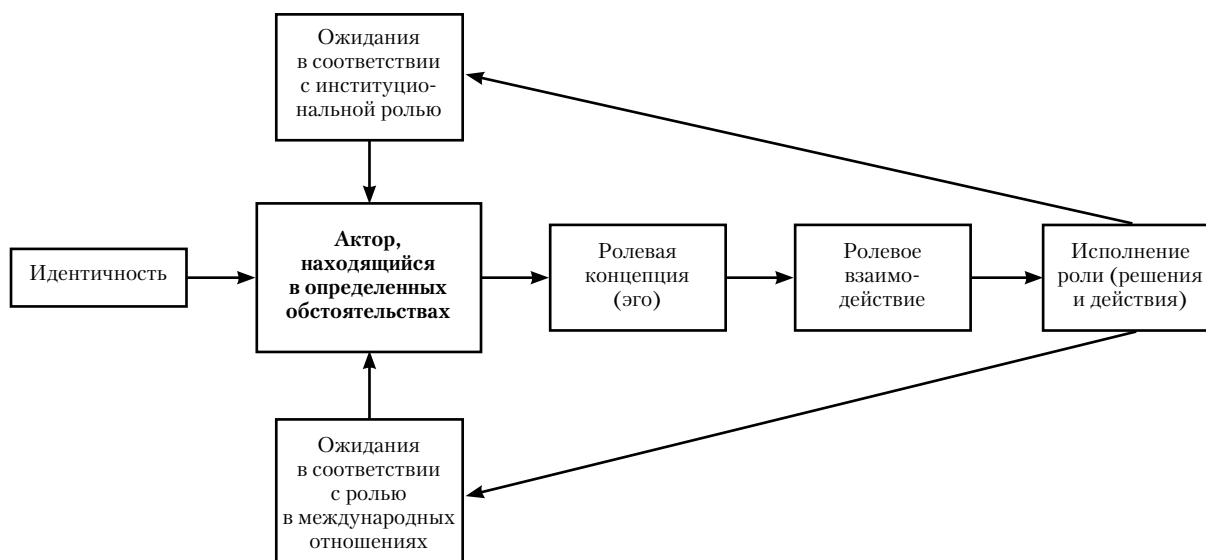 Ожидания
в соответствии
с институцио-
нальной ролью
Идентичность
Актор,
находящийся
в определенных
обстоятельствах
Ролевая
концепция
(эго)
Ролевое
взаимо-
действие
Исполнение
роли (решения
и действия)
Ожидания
в соответствии
с ролью
в международных
отношениях